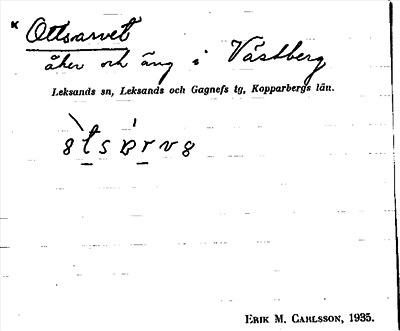 * Ottsarvet
åker och äng i Västberg
Leksands sn, Leksands och Gagnefs tg, Kopparbergs län.
ERIK M. CARLSSON, 1935.